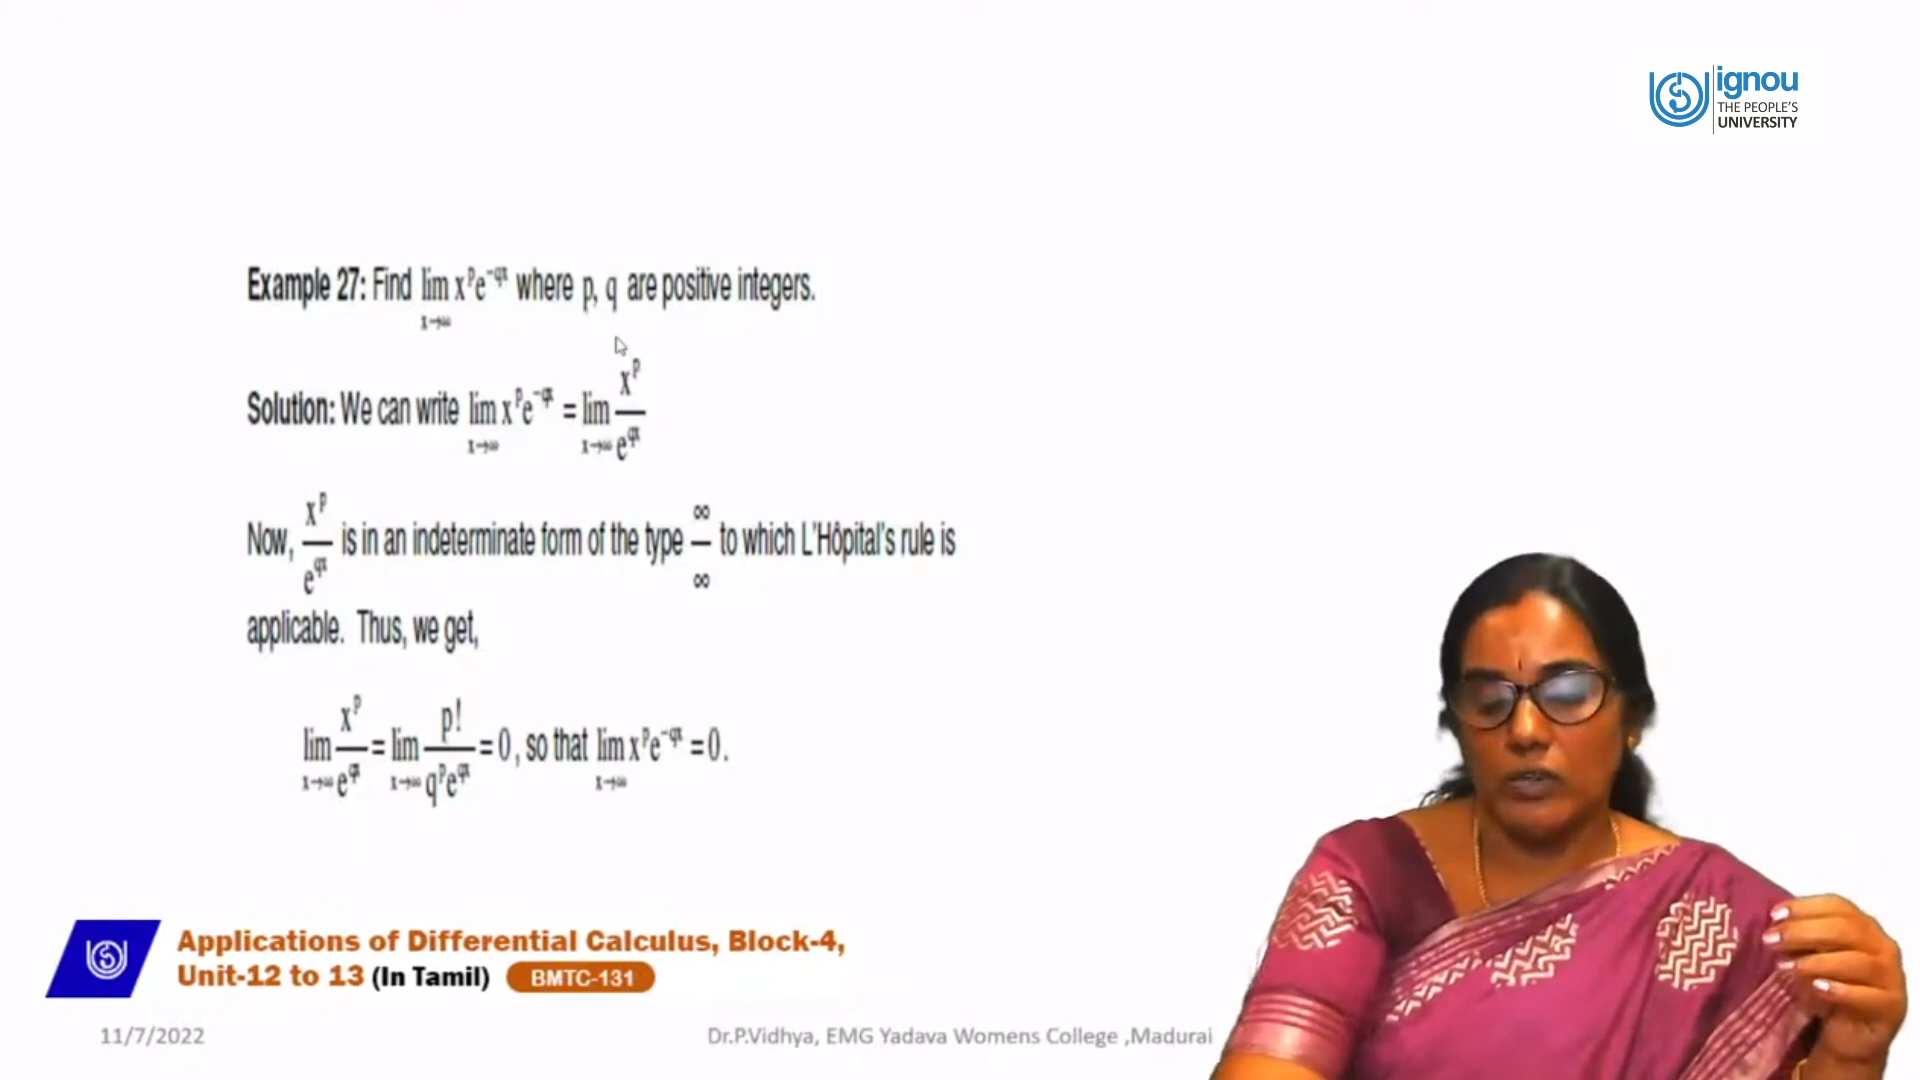 ignou
THE PEOPLE'S
UNIVERSITY
Example 27: Find lim x→∞ x^p e^−qx where p, q are positive integers.
Solution: We can write lim x→∞ x^p e^−qx = lim x→∞ x^p / e^qx
Now, x^p / e^qx is in an indeterminate form of the type ∞ / ∞ to which L'Hôpital's rule is
applicable. Thus, we get,
lim x→∞ x^p / e^qx = lim x→∞ p! / q^p e^qx = 0, so that lim x→∞ x^p e^−qx = 0.
Applications of Differential Calculus, Block-4,
Unit-12 to 13 (In Tamil) BMTC-131
11/7/2022
Dr.P.Vidhya, EMG Yadava Womens College ,Madurai